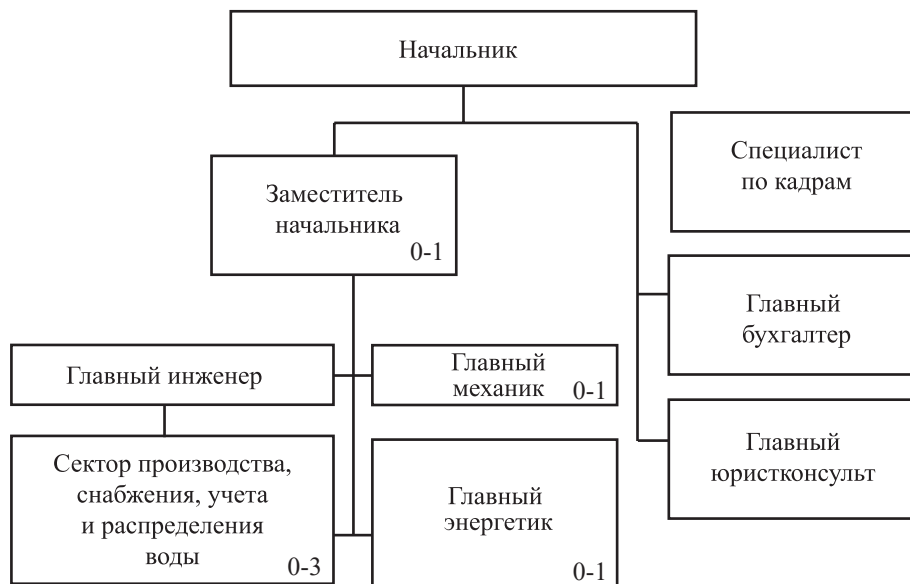 Начальник
Специалист
по кадрам
Заместитель
начальника
0-1
Главный
бухгалтер
Главный инженер
Главный
механик
0-1
Сектор производства,
снабжения, учета
и распределения
воды
0-3
Главный
энергетик
0-1
Главный
юристконсульт